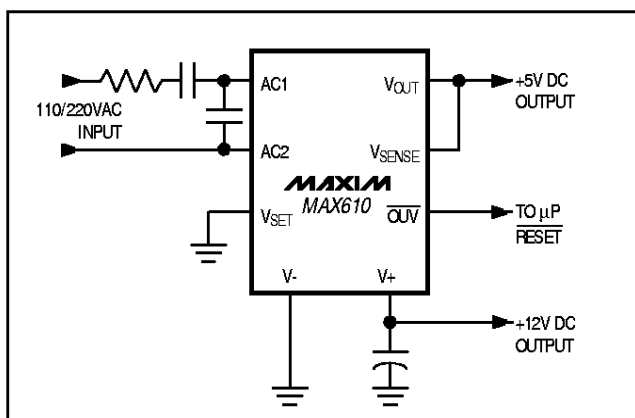 110/220VAC
INPUT
AC1
AC2
VSET
V-
V+
VOUT
VSENSE
OUV
MAXIM
MAX610
+5V DC
OUTPUT
TO μP
RESET
+12V DC
OUTPUT